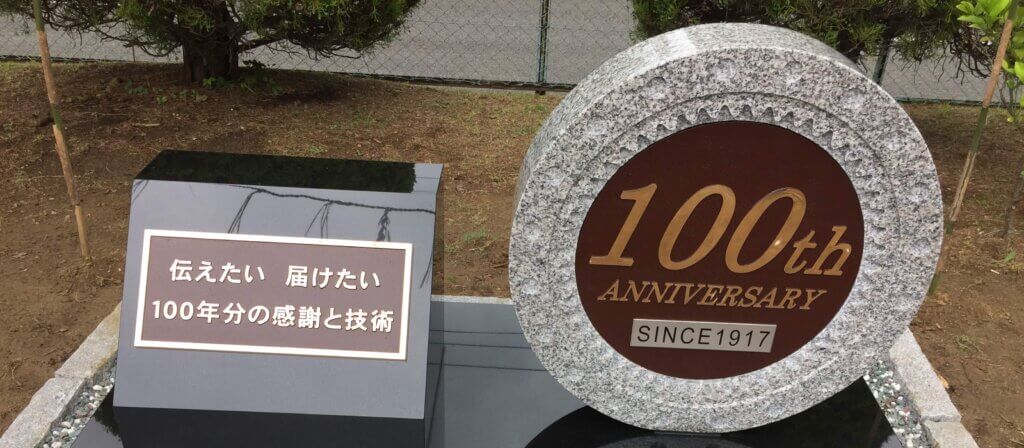 伝えたい 届けたい
100年分の感謝と技術
100th
ANNIVERSARY
SINCE1917